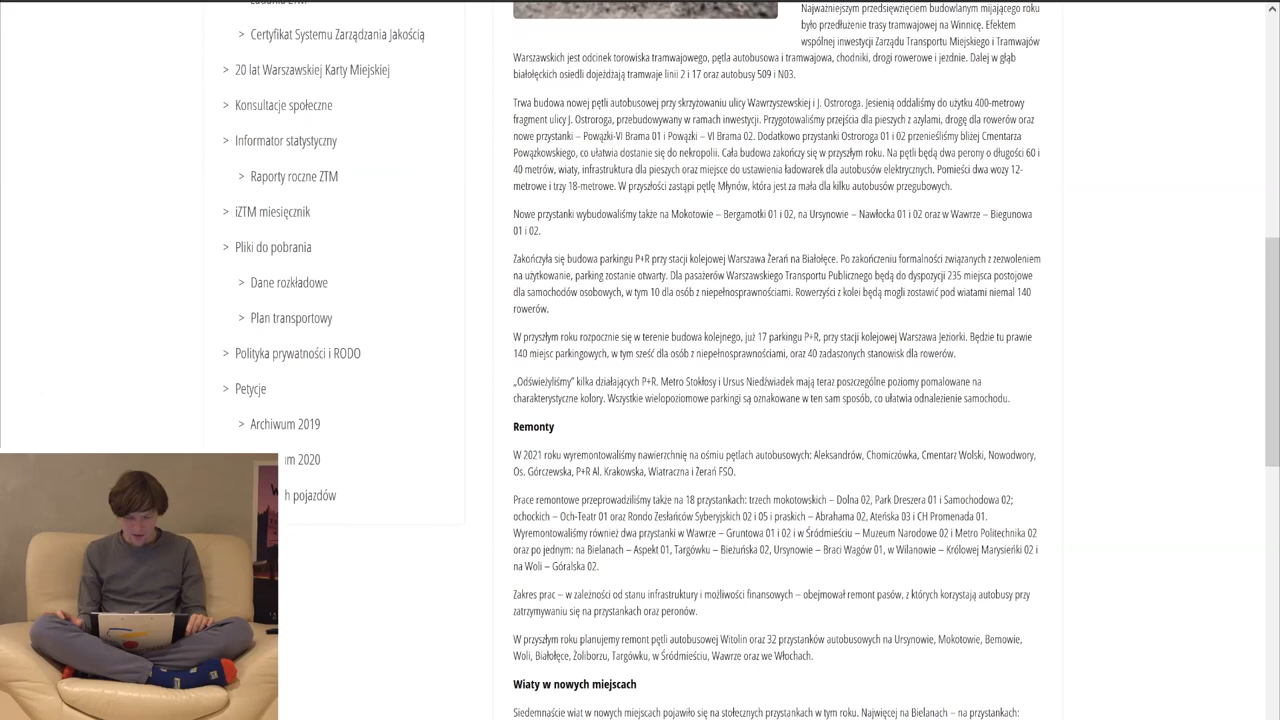 > Certyfikat Systemu Zarządzania Jakością
> 20 lat Warszawskiej Karty Miejskiej
> Konsultacje społeczne
> Informator statystyczny
> Raporty roczne ZTM
> iZTM miesięcznik
> Pliki do pobrania
> Dane rozkładowe
> Plan transportowy
> Polityka prywatności i RODO
> Petycje
> Archiwum 2019
2020
pojazdów
Najważniejszym przedsięwzięciem budowlanym mijającego roku
było przedłużenie trasy tramwajowej na Winnicę. Efektem
wspólnej inwestycji Zarządu Transportu Miejskiego i Tramwajów
Warszawskich jest odcinek torowiska tramwajowego, pętla autobusowa i tramwajowa, chodniki, drogi rowerowe i jezdnie. Dalej w głąb
białołęckich osiedli dojeżdżają tramwaje linii 2 i 17 oraz autobusy 509 i N03.
Trwa budowa nowej pętli autobusowej przy skrzyżowaniu ulicy Wawrzyszewskiej i J. Ostroroga. Jesienią oddaliśmy do użytku 400-metrowy
fragment ulicy J. Ostroroga, przebudowywany w ramach inwestycji. Przygotowaliśmy przejścia dla pieszych z azylami, drogę dla rowerów oraz
nowe przystanki – Powązki-VI Brama 01 i Powązki – VI Brama 02. Dodatkowo przystanki Ostroroga 01 i 02 przenieśliśmy bliżej Cmentarza
Powązkowskiego, co ułatwia dostanie się do nekropolii. Cała budowa zakończy się w przyszłym roku. Na pętli będą dwa perony o długości 60 i
40 metrów, wiaty, infrastruktura dla pieszych oraz miejsce do ustawienia ładowarek dla autobusów elektrycznych. Pomieści dwa wozy 12-
metrowe i trzy 18-metrowe. W przyszłości zastąpi pętlę Młynów, która jest za mała dla kilku autobusów przegubowych.
Nowe przystanki wybudowaliśmy także na Mokotowie – Bergamotki 01 i 02, na Ursynowie – Nawłocka 01 i 02 oraz w Wawrze – Biegunowa
01 i 02.
Zakończyła się budowa parkingu P+R przy stacji kolejowej Warszawa Żerań na Białołęce. Po zakończeniu formalności związanych z zezwoleniem
na użytkowanie, parking zostanie otwarty. Dla pasażerów Warszawskiego Transportu Publicznego będą do dyspozycji 235 miejsca postojowe
dla samochodów osobowych, w tym 10 dla osób z niepełnosprawnościami. Rowerzyści z kolei będą mogli zostawić pod wiatami niemal 140
rowerów.
W przyszłym roku rozpocznie się w terenie budowa kolejnego, już 17 parkingu P+R, przy stacji kolejowej Warszawa Jeziorki. Będzie tu prawie
140 miejsc parkingowych, w tym sześć dla osób z niepełnosprawnościami, oraz 40 zadaszonych stanowisk dla rowerów.
„Odświeżyliśmy” kilka działających P+R. Metro Stokłosy i Ursus Niedźwiadek mają teraz poszczególne poziomy pomalowane na
charakterystyczne kolory. Wszystkie wielopoziomowe parkingi są oznakowane w ten sam sposób, co ułatwia odnalezienie samochodu.
Remonty
W 2021 roku wyremontowaliśmy nawierzchnię na ośmiu pętlach autobusowych: Aleksandrów, Chomiczówka, Cmentarz Wolski, Nowodwory,
Os. Górczewska, P+R Al. Krakowska, Wiatraczna i Żerań FSO.
Prace remontowe przeprowadziliśmy także na 18 przystankach: trzech mokotowskich – Dolna 02, Park Dreszera 01 i Samochodowa 02;
ochockich – Och-Teatr 01 oraz Rondo Zesłańców Syberyjskich 02 i 05 i praskich – Abrahama 02, Ateńska 03 i CH Promenada 01.
Wyremontowaliśmy również dwa przystanki w Wawrze – Gruntowa 01 i 02 i w Śródmieściu – Muzeum Narodowe 02 i Metro Politechnika 02
oraz po jednym: na Bielanach – Aspekt 01, Targówku – Bieżuńska 02, Ursynowie – Braci Wagów 01, w Wilanowie – Królowej Marysieńki 02 i
na Woli – Góralska 02.
Zakres prac – w zależności od stanu infrastruktury i możliwości finansowych – obejmował remont pasów, z których korzystają autobusy przy
zatrzymywaniu się na przystankach oraz peronów.
W przyszłym roku planujemy remont pętli autobusowej Witolin oraz 32 przystanków autobusowych na Ursynowie, Mokotowie, Bemowie,
Woli, Białołęce, Żoliborzu, Targówku, w Śródmieściu, Wawrze oraz we Włochach.
Wiaty w nowych miejscach
Siedemnaście wiat w nowych miejscach pojawiło się na stołecznych przystankach w tym roku. Najwięcej na Bielanach – na przystankach: